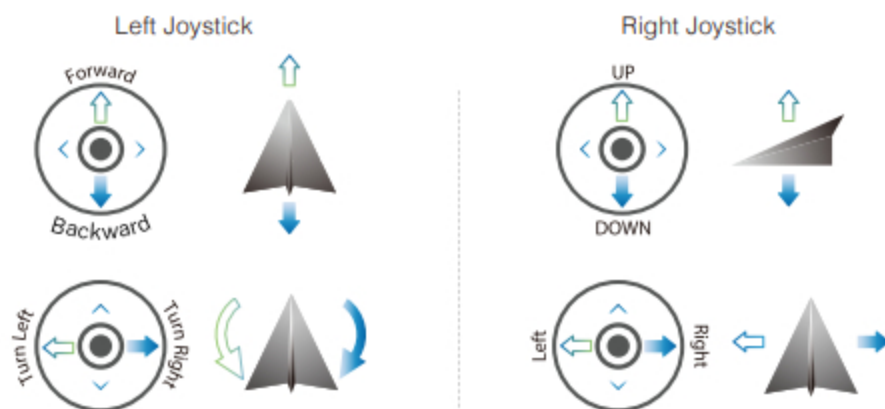 Left Joystick
Forward
Backward
Turn Left
Turn Right
Right Joystick
UP
DOWN
Left
Right